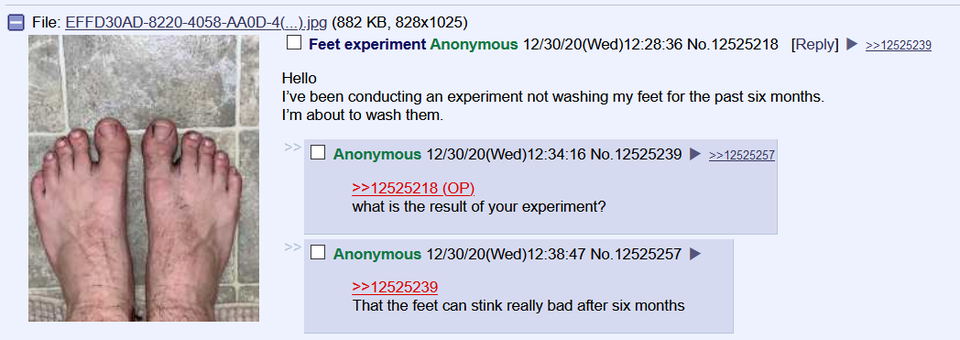 File: EFFD30AD-8220-4058-AA0D-4(...).jpg (882 KB, 828x1025)
Feet experiment Anonymous 12/30/20(Wed)12:28:36 No.12525218 [Reply] ▶ >>12525239
Hello
I've been conducting an experiment not washing my feet for the past six months.
I'm about to wash them.
>> Anonymous 12/30/20(Wed)12:34:16 No.12525239 ▶ >>12525257
>>12525218 (OP)
what is the result of your experiment?
>> Anonymous 12/30/20(Wed)12:38:47 No.12525257 ▶
>>12525239
That the feet can stink really bad after six months